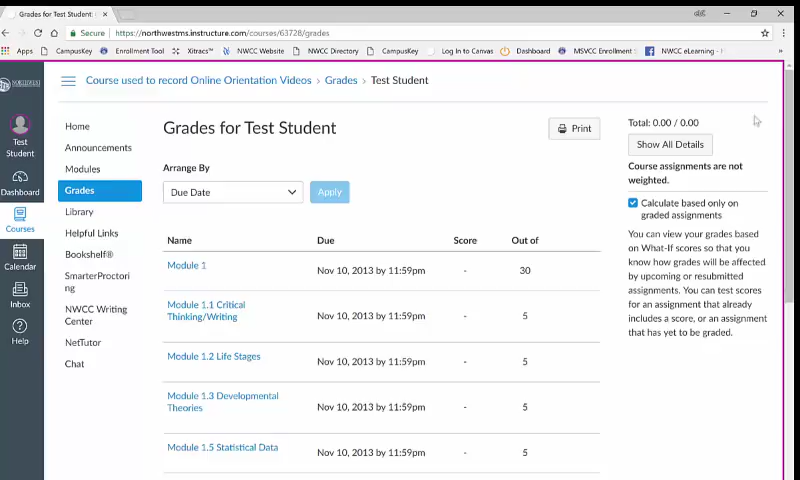 Grades for Test Student: ×
Secure https://northwestms.instructure.com/courses/63728/grades
Apps CampusKey Enrollment Tool Xitracs™ NWCC Website NWCC Directory CampusKey Log In to Canvas Dashboard MSVCC Enrollment NWCC eLearning - H
Course used to record Online Orientation Videos › Grades › Test Student
Test
Student
Dashboard
Courses
Calendar
Inbox
Help
Home
Announcements
Modules
Grades
Library
Helpful Links
Bookshelf®
SmarterProctori
ng
NWCC Writing
Center
NetTutor
Chat
Grades for Test Student
Print
Arrange By
Due Date
Apply
Name Due Score Out of
Module 1 Nov 10, 2013 by 11:59pm - 30
Module 1.1 Critical
Thinking/Writing Nov 10, 2013 by 11:59pm - 5
Module 1.2 Life Stages Nov 10, 2013 by 11:59pm - 5
Module 1.3 Developmental
Theories Nov 10, 2013 by 11:59pm - 5
Module 1.5 Statistical Data Nov 10, 2013 by 11:59pm - 5
Total: 0.00 / 0.00
Show All Details
Course assignments are not
weighted.
Calculate based only on
graded assignments
You can view your grades based
on What-If scores so that you
know how grades will be affected
by upcoming or resubmitted
assignments. You can test scores
for an assignment that already
includes a score, or an assignment
that has yet to be graded.